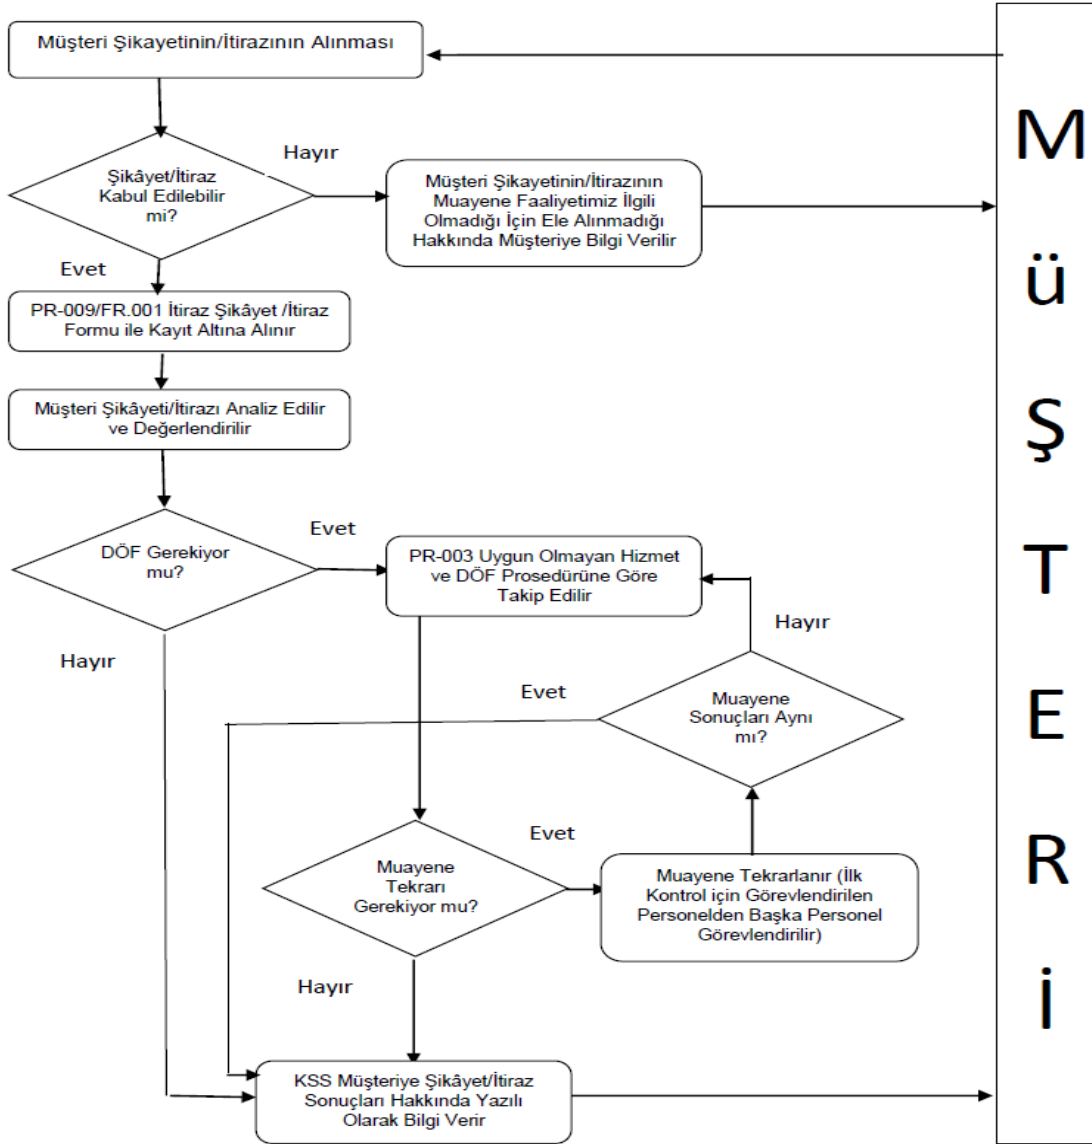 Müşteri Şikayetinin/İtirazının Alınması
Hayır
Şikâyet/İtiraz
Kabul Edilebilir
mi?
Müşteri Şikayetinin/İtirazının
Muayene Faaliyetimiz İlgili
Olmadığı İçin Ele Alınmadığı
Hakkında Müşteriye Bilgi Verilir
Evet
PR-009/FR.001 İtiraz Şikâyet /İtiraz
Formu ile Kayıt Altına Alınır
Müşteri Şikâyeti/İtirazı Analiz Edilir
ve Değerlendirilir
Evet
DÖF Gerekiyor
mu?
PR-003 Uygun Olmayan Hizmet
ve DÖF Prosedürüne Göre
Takip Edilir
Hayır
Hayır
Evet
Muayene
Sonuçları Aynı
mı?
Evet
Muayene
Tekrarı
Gerekiyor mu?
Muayene Tekrarlanır (İlk
Kontrol için Görevlendirilen
Personelden Başka Personel
Görevlendirilir)
Hayır
KSS Müşteriye Şikâyet/İtiraz
Sonuçları Hakkında Yazılı
Olarak Bilgi Verir
M
ü
Ş
T
E
R
İ